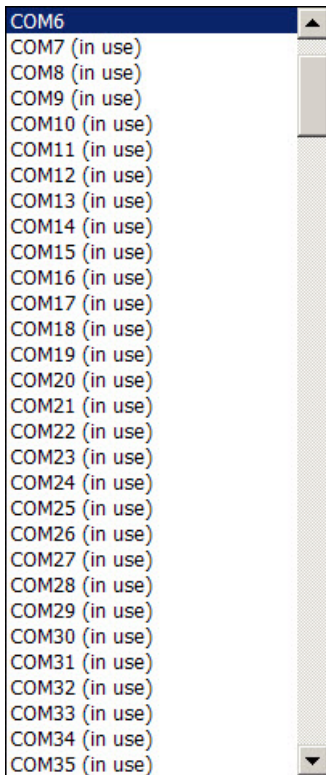 COM6
COM7 (in use)
COM8 (in use)
COM9 (in use)
COM10 (in use)
COM11 (in use)
COM12 (in use)
COM13 (in use)
COM14 (in use)
COM15 (in use)
COM16 (in use)
COM17 (in use)
COM18 (in use)
COM19 (in use)
COM20 (in use)
COM21 (in use)
COM22 (in use)
COM23 (in use)
COM24 (in use)
COM25 (in use)
COM26 (in use)
COM27 (in use)
COM28 (in use)
COM29 (in use)
COM30 (in use)
COM31 (in use)
COM32 (in use)
COM33 (in use)
COM34 (in use)
COM35 (in use)